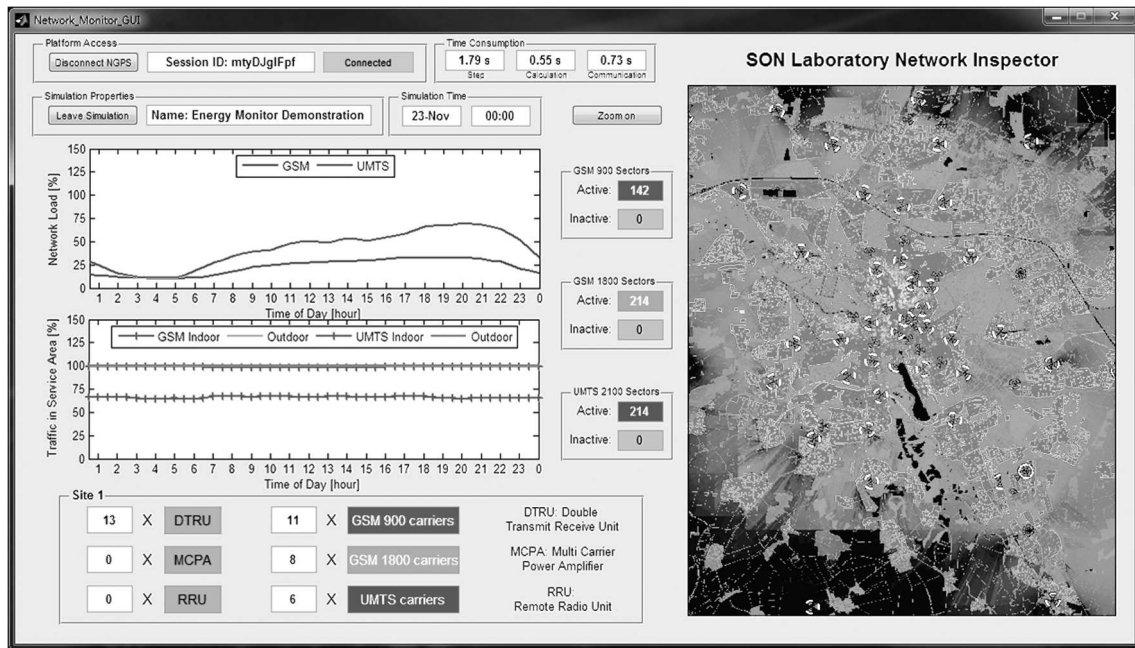 Network_Monitor_GUI
Platform Access
Disconnect NGPS
Session ID: mtyDJgIFpf
Connected
Time Consumption
1.79 s
0.55 s
0.73 s
Step
Calculation
Communication
SON Laboratory Network Inspector
Simulation Properties
Leave Simulation
Name: Energy Monitor Demonstration
Simulation Time
23-Nov
00:00
Zoom on
Network Load [%]
150
125
100
75
50
25
0
GSM
UMTS
1 2 3 4 5 6 7 8 9 10 11 12 13 14 15 16 17 18 19 20 21 22 23 0
Time of Day [hour]
GSM 900 Sectors
Active: 142
Inactive: 0
Traffic in Service Area [%]
150
125
100
75
50
25
0
GSM Indoor
Outdoor
UMTS Indoor
Outdoor
1 2 3 4 5 6 7 8 9 10 11 12 13 14 15 16 17 18 19 20 21 22 23 0
Time of Day [hour]
GSM 1800 Sectors
Active: 214
Inactive: 0
UMTS 2100 Sectors
Active: 214
Inactive: 0
Site 1
13 X DTRU
11 X GSM 900 carriers
DTRU: Double
Transmit Receive Unit
0 X MCPA
8 X GSM 1800 carriers
MCPA: Multi Carrier
Power Amplifier
0 X RRU
6 X UMTS carriers
RRU:
Remote Radio Unit